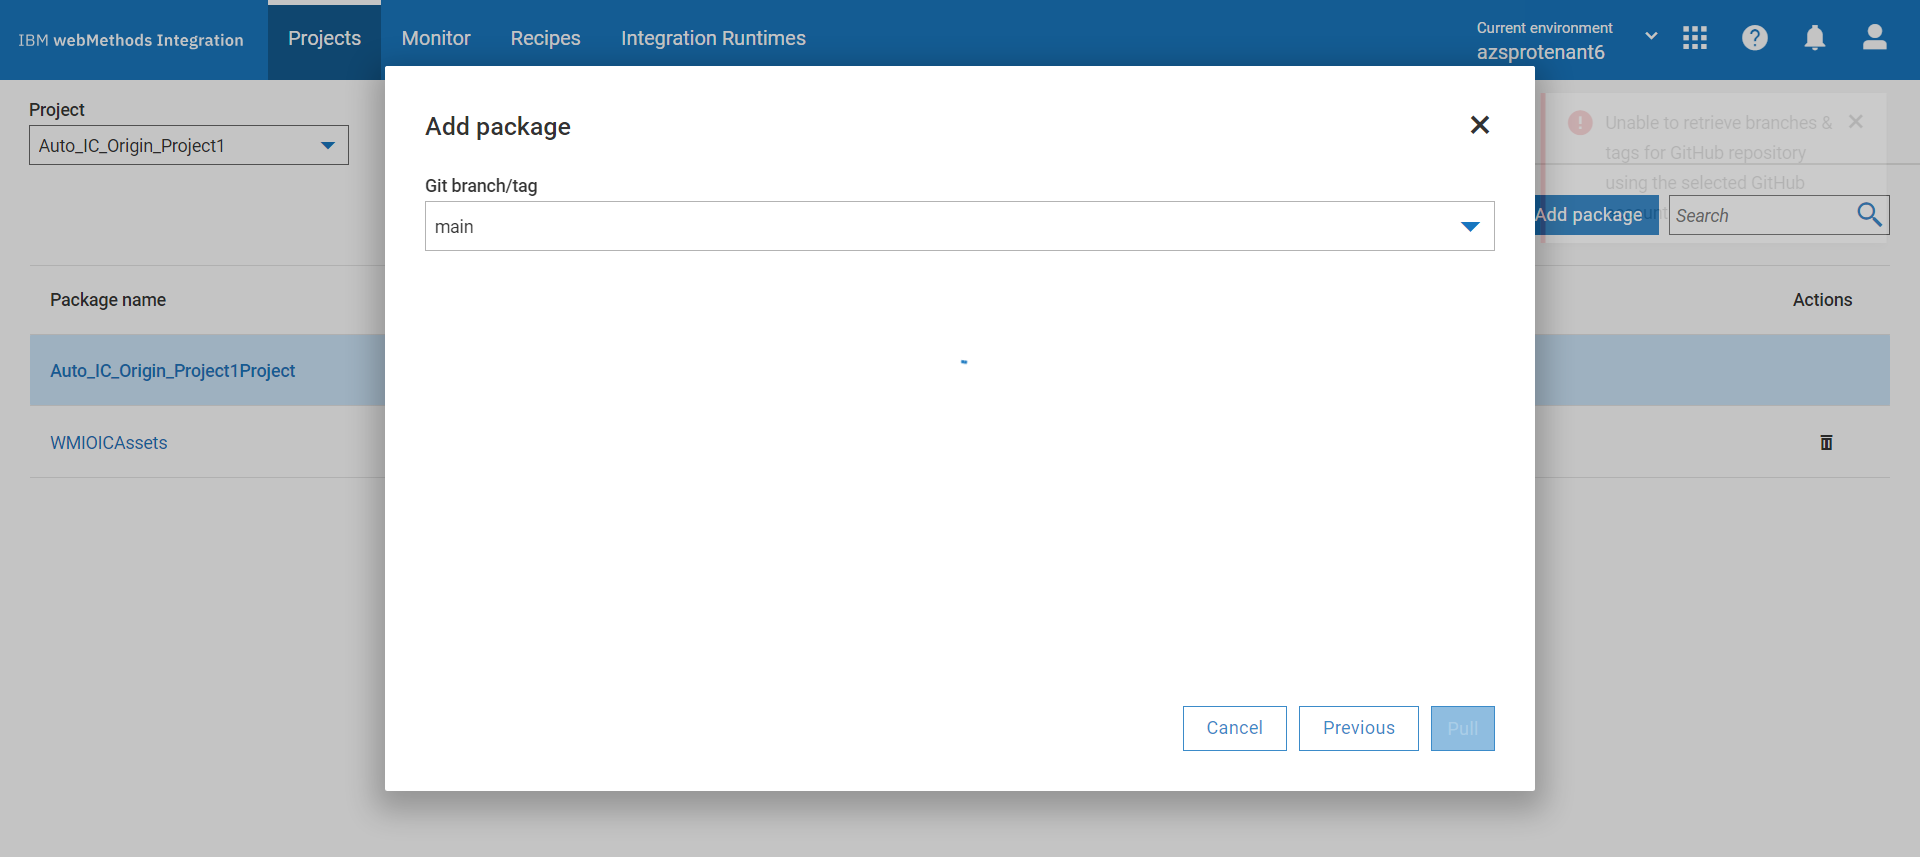 IBM webMethods Integration
Projects
Monitor
Recipes
Integration Runtimes
Current environment
azsprotenant6
Project
Auto_IC_Origin_Project1
Add package
Git branch/tag
main
Unable to retrieve branches &
tags for GitHub repository
using the selected GitHub
Add package
Search
Package name
Actions
Auto_IC_Origin_Project1Project
WMIOICAssets
Cancel
Previous
Pull